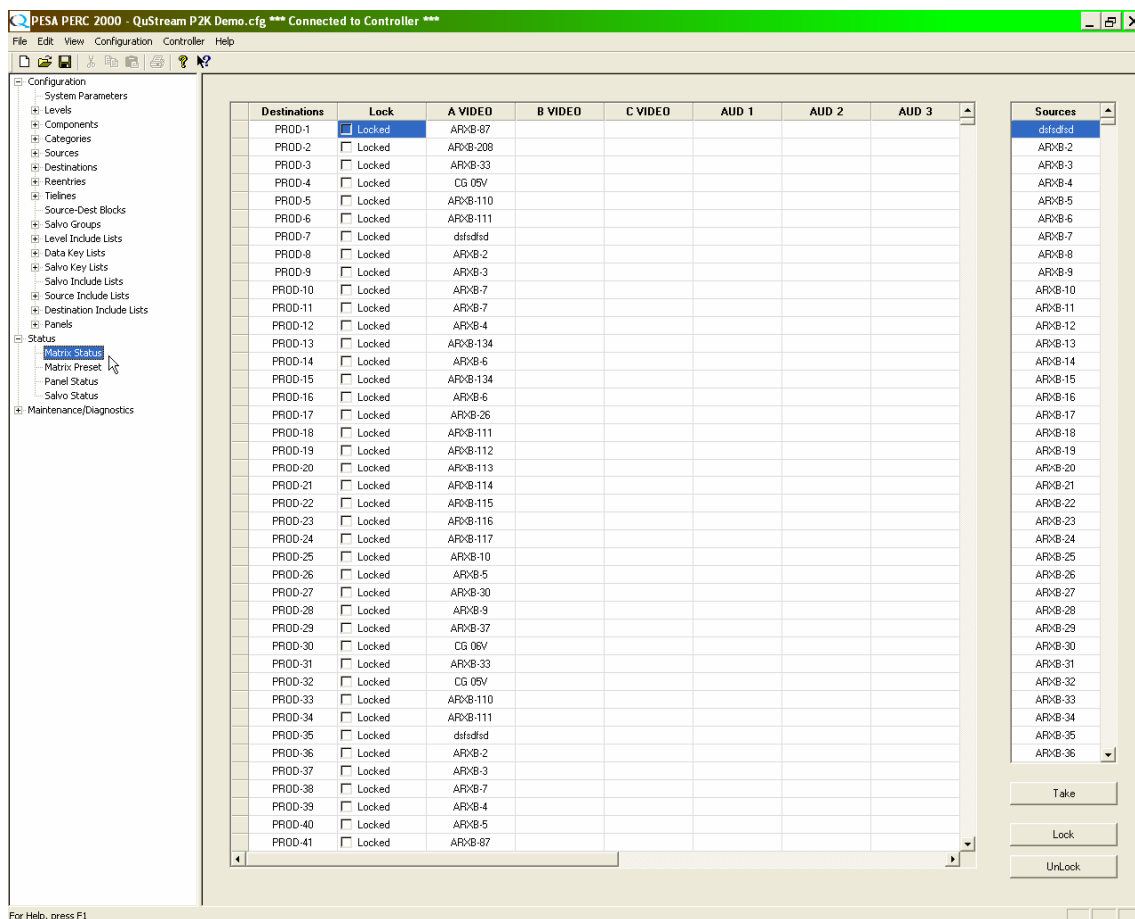 PESA PERC 2000 - QuStream P2K Demo.cfg *** Connected to Controller ***
File Edit View Configuration Controller Help
Configuration
System Parameters
Levels
Components
Categories
Sources
Destinations
Reentries
Tielines
Source-Dest Blocks
Salvo Groups
Level Include Lists
Data Key Lists
Salvo Key Lists
Salvo Include Lists
Source Include Lists
Destination Include Lists
Panels
Status
Matrix Status
Matrix Preset
Panel Status
Salvo Status
Maintenance/Diagnostics
Destinations Lock A VIDEO B VIDEO C VIDEO AUD 1 AUD 2 AUD 3
PROD-1 Locked ARXB-87
PROD-2 Locked ARXB-208
PROD-3 Locked ARXB-33
PROD-4 Locked CG 05V
PROD-5 Locked ARXB-110
PROD-6 Locked ARXB-111
PROD-7 Locked dsfsdfsd
PROD-8 Locked ARXB-2
PROD-9 Locked ARXB-3
PROD-10 Locked ARXB-7
PROD-11 Locked ARXB-7
PROD-12 Locked ARXB-4
PROD-13 Locked ARXB-134
PROD-14 Locked ARXB-6
PROD-15 Locked ARXB-134
PROD-16 Locked ARXB-6
PROD-17 Locked ARXB-26
PROD-18 Locked ARXB-111
PROD-19 Locked ARXB-112
PROD-20 Locked ARXB-113
PROD-21 Locked ARXB-114
PROD-22 Locked ARXB-115
PROD-23 Locked ARXB-116
PROD-24 Locked ARXB-117
PROD-25 Locked ARXB-10
PROD-26 Locked ARXB-5
PROD-27 Locked ARXB-30
PROD-28 Locked ARXB-9
PROD-29 Locked ARXB-37
PROD-30 Locked CG 06V
PROD-31 Locked ARXB-33
PROD-32 Locked CG 05V
PROD-33 Locked ARXB-110
PROD-34 Locked ARXB-111
PROD-35 Locked dsfsdfsd
PROD-36 Locked ARXB-2
PROD-37 Locked ARXB-3
PROD-38 Locked ARXB-7
PROD-39 Locked ARXB-4
PROD-40 Locked ARXB-5
PROD-41 Locked ARXB-87
Sources
dsfsdfsd
ARXB-2
ARXB-3
ARXB-4
ARXB-5
ARXB-6
ARXB-7
ARXB-8
ARXB-9
ARXB-10
ARXB-11
ARXB-12
ARXB-13
ARXB-14
ARXB-15
ARXB-16
ARXB-17
ARXB-18
ARXB-19
ARXB-20
ARXB-21
ARXB-22
ARXB-23
ARXB-24
ARXB-25
ARXB-26
ARXB-27
ARXB-28
ARXB-29
ARXB-30
ARXB-31
ARXB-32
ARXB-33
ARXB-34
ARXB-35
ARXB-36
Take
Lock
UnLock
For Help, press F1